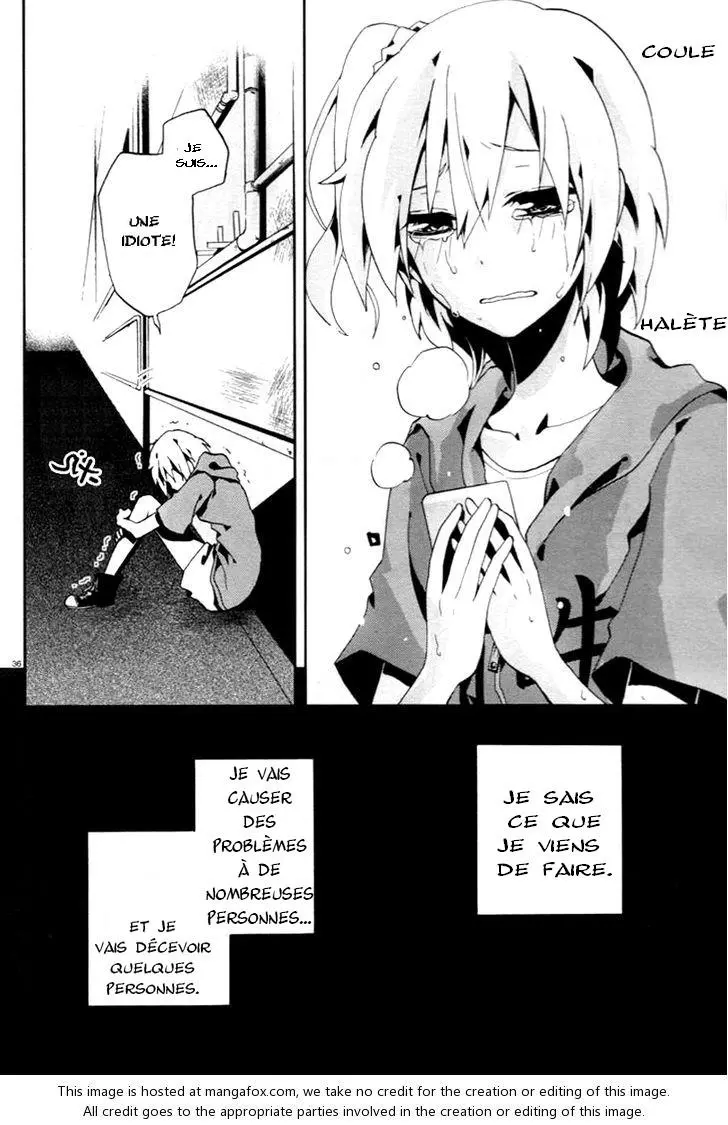 COULE
HALÈTE
JE
SUIS...
UNE
IDIOTE!
36
JE SAIS
CE QUE
JE VIENS
DE FAIRE.
JE VAIS
CAUSER
DES
PROBLÈMES
À DE
NOMBREUSES
PERSONNES...
ET JE
VAIS DÉCEVOIR
QUELQUES
PERSONNES.
This image is hosted at mangafox.com, we take no credit for the creation or editing of this image.
All credit goes to the appropriate parties involved in the creation or editing of this image.